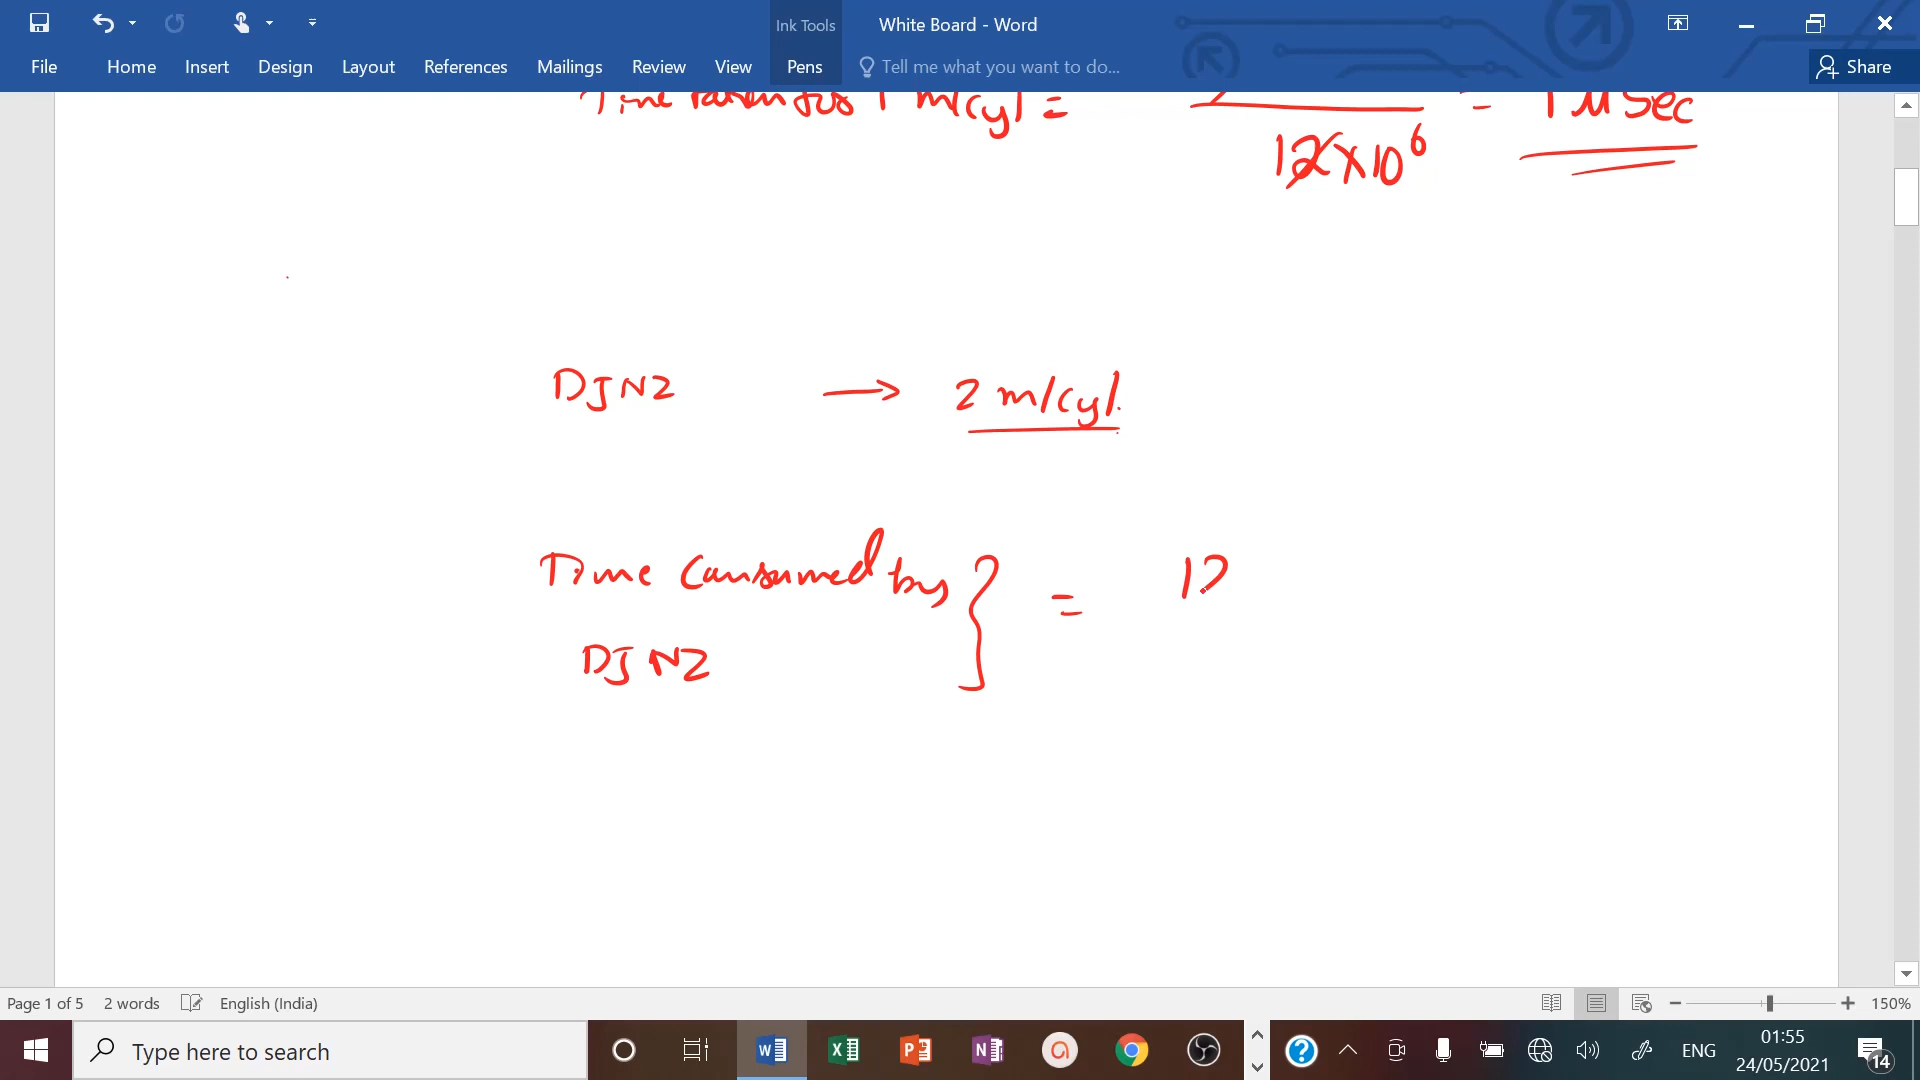 Ink Tools
White Board - Word
File Home Insert Design Layout References Mailings Review View Pens Tell me what you want to do... Share
Time taken for 1 m/cyl = = 1 μ sec
12 × 10⁶
DJNZ → 2 m/cyl.
Time Consumed by } = 12
DJNZ
Page 1 of 5 2 words English (India) 150%
Type here to search
ENG
01:55
24/05/2021
14